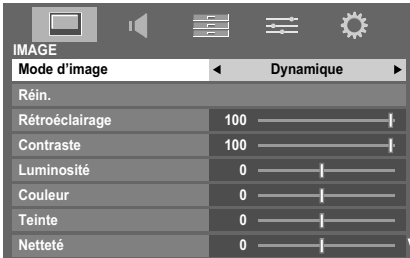 IMAGE
Mode d'image ◄ Dynamique ►
Réin.
Rétroéclairage 100
Contraste 100
Luminosité 0
Couleur 0
Teinte 0
Netteté 0